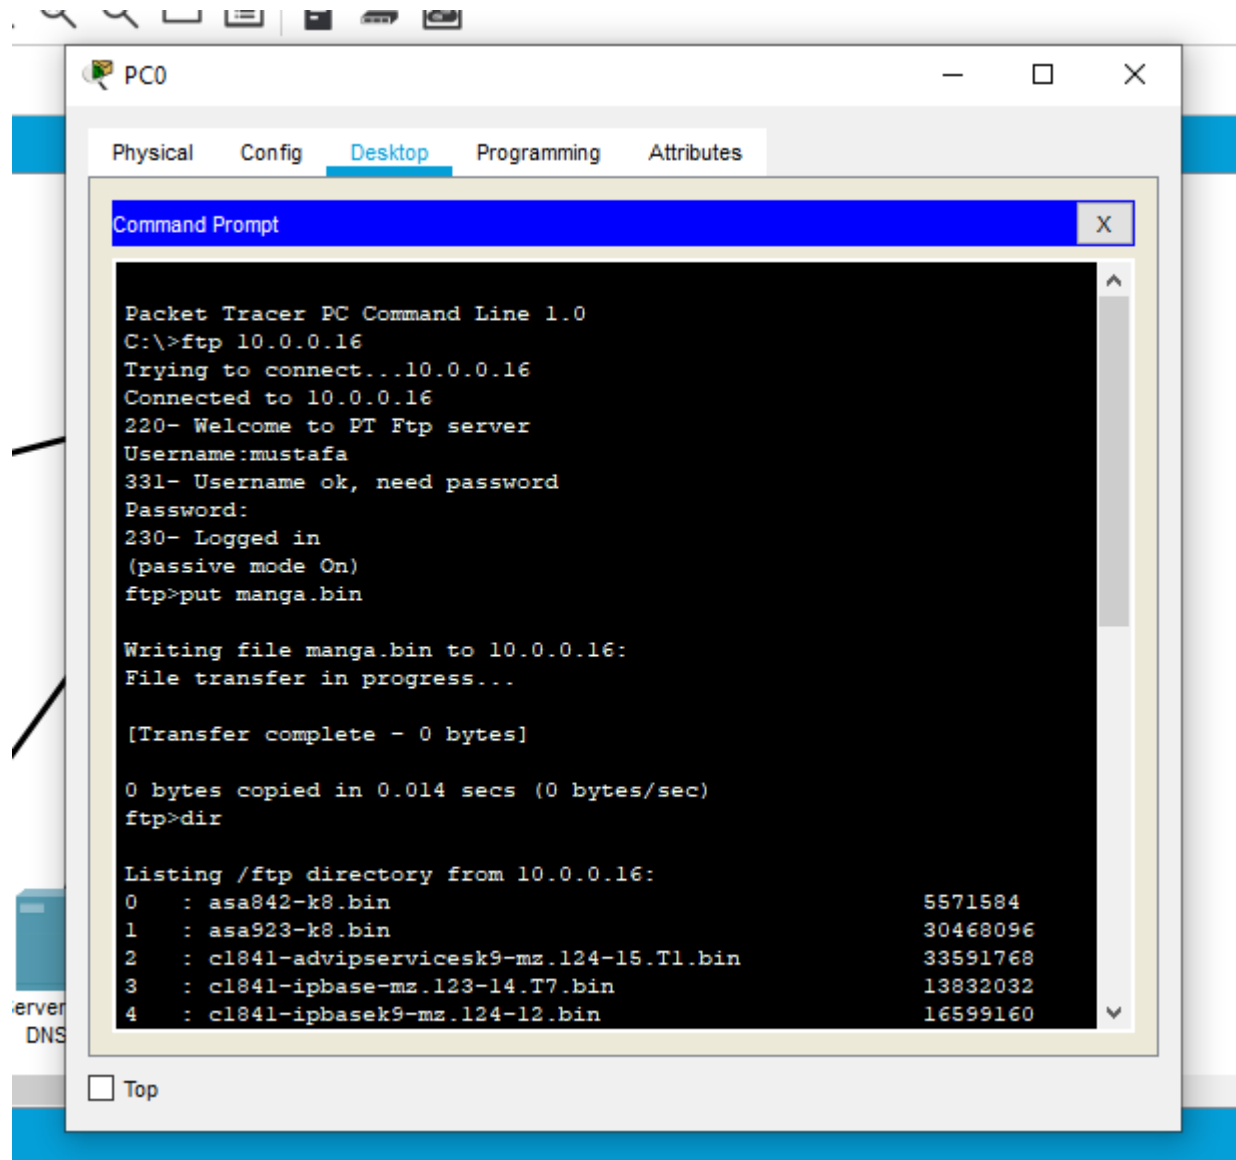 PC0
Physical Config Desktop Programming Attributes
Command Prompt
X
Packet Tracer PC Command Line 1.0
C:\>ftp 10.0.0.16
Trying to connect...10.0.0.16
Connected to 10.0.0.16
220- Welcome to PT Ftp server
Username:mustafa
331- Username ok, need password
Password:
230- Logged in
(passive mode On)
ftp>put manga.bin
Writing file manga.bin to 10.0.0.16:
File transfer in progress...
[Transfer complete - 0 bytes]
0 bytes copied in 0.014 secs (0 bytes/sec)
ftp>dir
Listing /ftp directory from 10.0.0.16:
0 : asa842-k8.bin 5571584
1 : asa923-k8.bin 30468096
2 : c1841-advipservicesk9-mz.124-15.T1.bin 33591768
3 : c1841-ipbase-mz.123-14.T7.bin 13832032
4 : c1841-ipbasek9-mz.124-12.bin 16599160
erver
DNS
Top